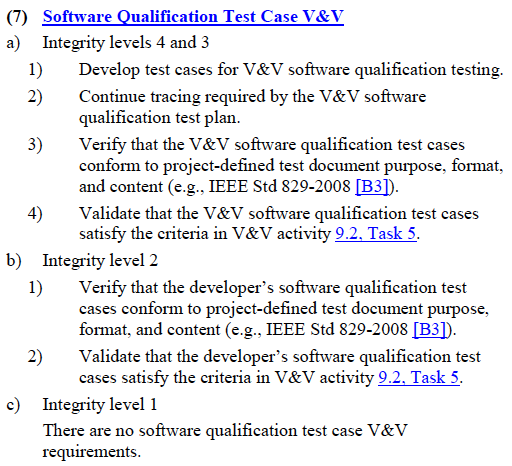 (7) Software Qualification Test Case V&V
a) Integrity levels 4 and 3
1) Develop test cases for V&V software qualification testing.
2) Continue tracing required by the V&V software
qualification test plan.
3) Verify that the V&V software qualification test cases
conform to project-defined test document purpose, format,
and content (e.g., IEEE Std 829-2008 [B3]).
4) Validate that the V&V software qualification test cases
satisfy the criteria in V&V activity 9.2, Task 5.
b) Integrity level 2
1) Verify that the developer’s software qualification test
cases conform to project-defined test document purpose,
format, and content (e.g., IEEE Std 829-2008 [B3]).
2) Validate that the developer’s software qualification test
cases satisfy the criteria in V&V activity 9.2, Task 5.
c) Integrity level 1
There are no software qualification test case V&V
requirements.